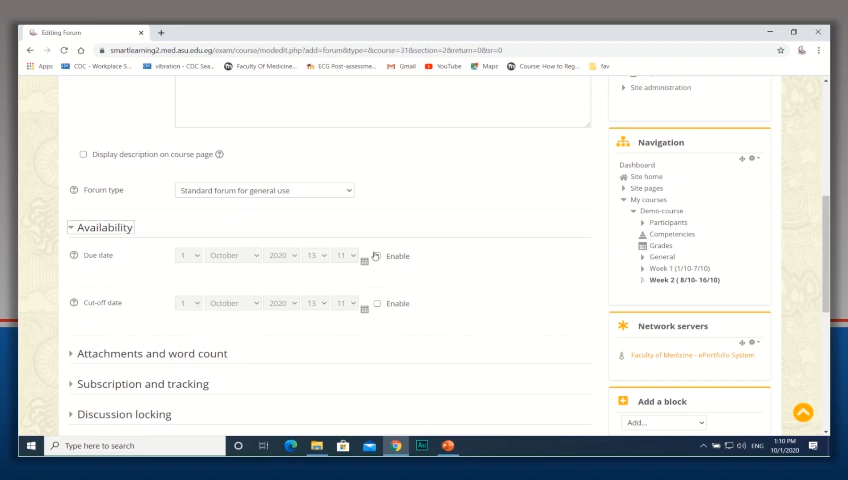 Editing Forum
smartlearning2.med.asu.edu.eg/exam/course/modedit.php?add=forum&type=&course=31&section=2&return=0&sr=0
Apps CDC - Workplace S... vibration - CDC Sea... Faculty Of Medicine... ECG Post-assessme... Gmail YouTube Maps Course: How to Reg... fav
Site administration
Display description on course page
Forum type Standard forum for general use
Availability
Due date 1 October 2020 13 11 Enable
Cut-off date 1 October 2020 13 11 Enable
Attachments and word count
Subscription and tracking
Discussion locking
Navigation
Dashboard
Site home
Site pages
My courses
Demo-course
Participants
Competencies
Grades
General
Week 1 (1/10-7/10)
Week 2 ( 8/10- 16/10)
Network servers
Faculty of Medicine - ePortfolio System
Add a block
Add...
Type here to search
Au
ENG
1:10 PM
10/1/2020